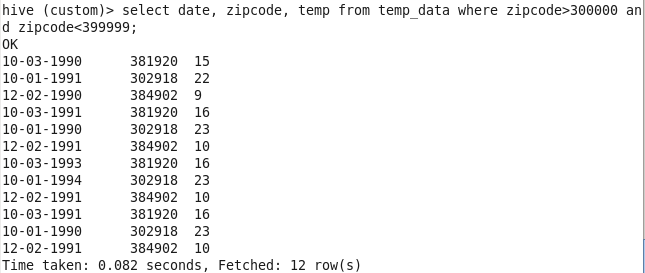 hive (custom)> select date, zipcode, temp from temp_data where zipcode>300000 an
d zipcode<399999;
OK
10-03-1990	381920	15
10-01-1991	302918	22
12-02-1990	384902	9
10-03-1991	381920	16
10-01-1990	302918	23
12-02-1991	384902	10
10-03-1993	381920	16
10-01-1994	302918	23
12-02-1991	384902	10
10-03-1991	381920	16
10-01-1990	302918	23
12-02-1991	384902	10
Time taken: 0.082 seconds, Fetched: 12 row(s)